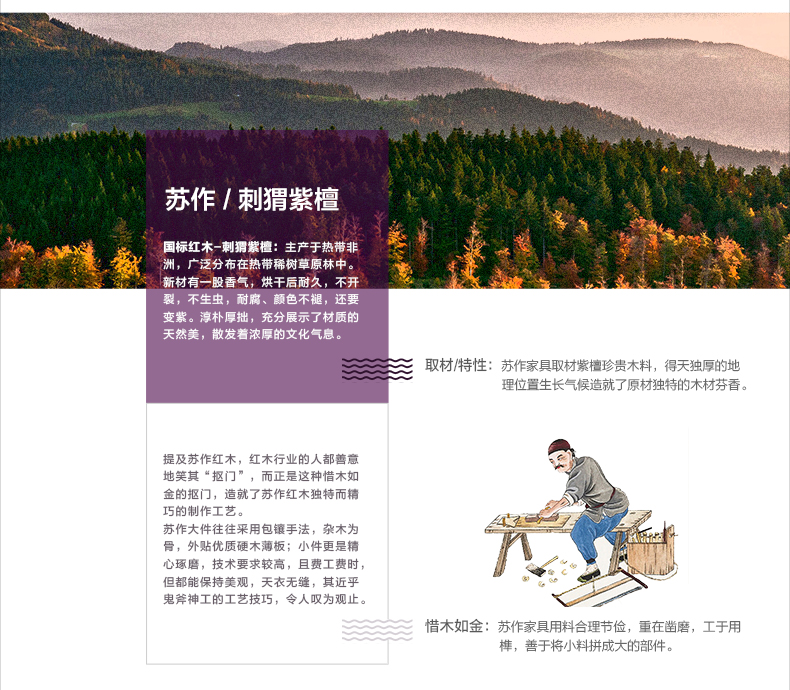 苏作 / 刺猬紫檀
国标红木-刺猬紫檀：主产于热带非
洲，广泛分布在热带稀树草原林中。
新材有一股香气，烘干后耐久，不开
裂，不生虫，耐腐、颜色不褪，还要
变紫。淳朴厚拙，充分展示了材质的
天然美，散发着浓厚的文化气息。
取材/特性：苏作家具取材紫檀珍贵木料，得天独厚的地
理位置生长气候造就了原材独特的木材芬香。
提及苏作红木，红木行业的人都善意
地笑其“抠门”，而正是这种惜木如
金的抠门，造就了苏作红木独特而精
巧的制作工艺。
苏作大件往往采用包镶手法，杂木为
骨，外贴优质硬木薄板；小件更是精
心琢磨，技术要求较高，且费工费时，
但都能保持美观，天衣无缝，其近乎
鬼斧神工的工艺技巧，令人叹为观止。
惜木如金：苏作家具用料合理节俭，重在凿磨，工于用
榫，善于将小料拼成大的部件。